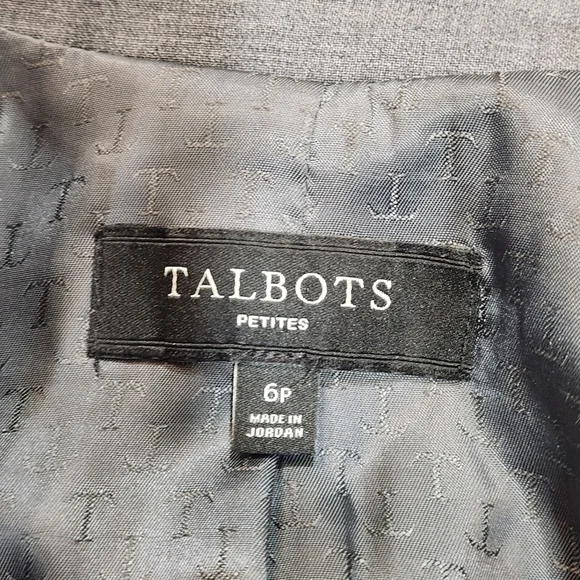 TALBOTS
PETITES
6P
MADE IN
JORDAN